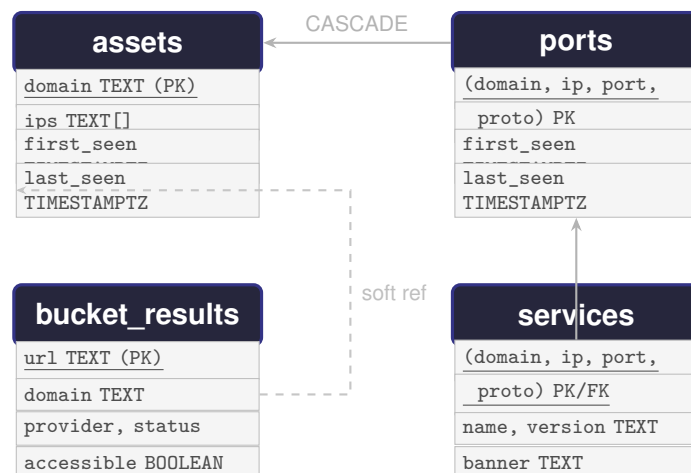 assets
domain TEXT (PK)
ips TEXT[]
first_seen
last_seen
TIMESTAMPTZ
CASCADE
ports
(domain, ip, port,
proto) PK
first_seen
last_seen
TIMESTAMPTZ
soft ref
bucket_results
url TEXT (PK)
domain TEXT
provider, status
accessible BOOLEAN
services
(domain, ip, port,
proto) PK/FK
name, version TEXT
banner TEXT